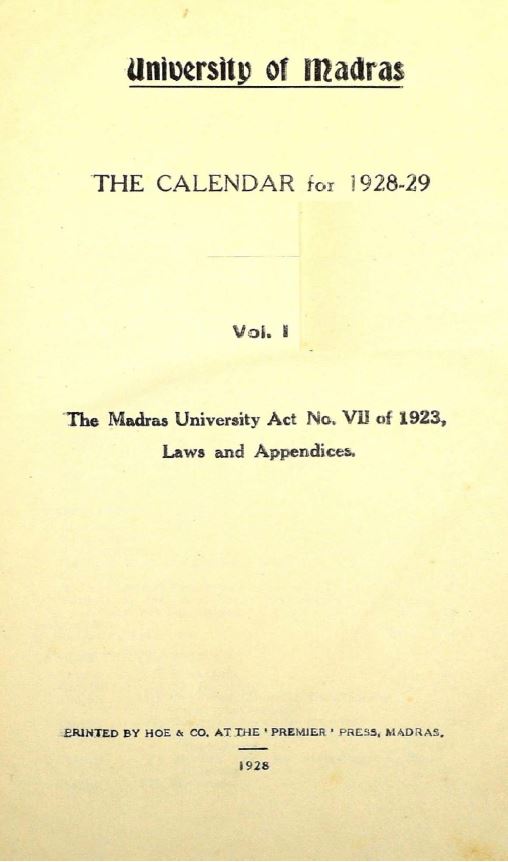 University of Madras
THE CALENDAR for 1928-29
Vol. I
The Madras University Act No. VII of 1923,
Laws and Appendices.
PRINTED BY HOE & CO. AT THE ' PREMIER ' PRESS, MADRAS.
1928